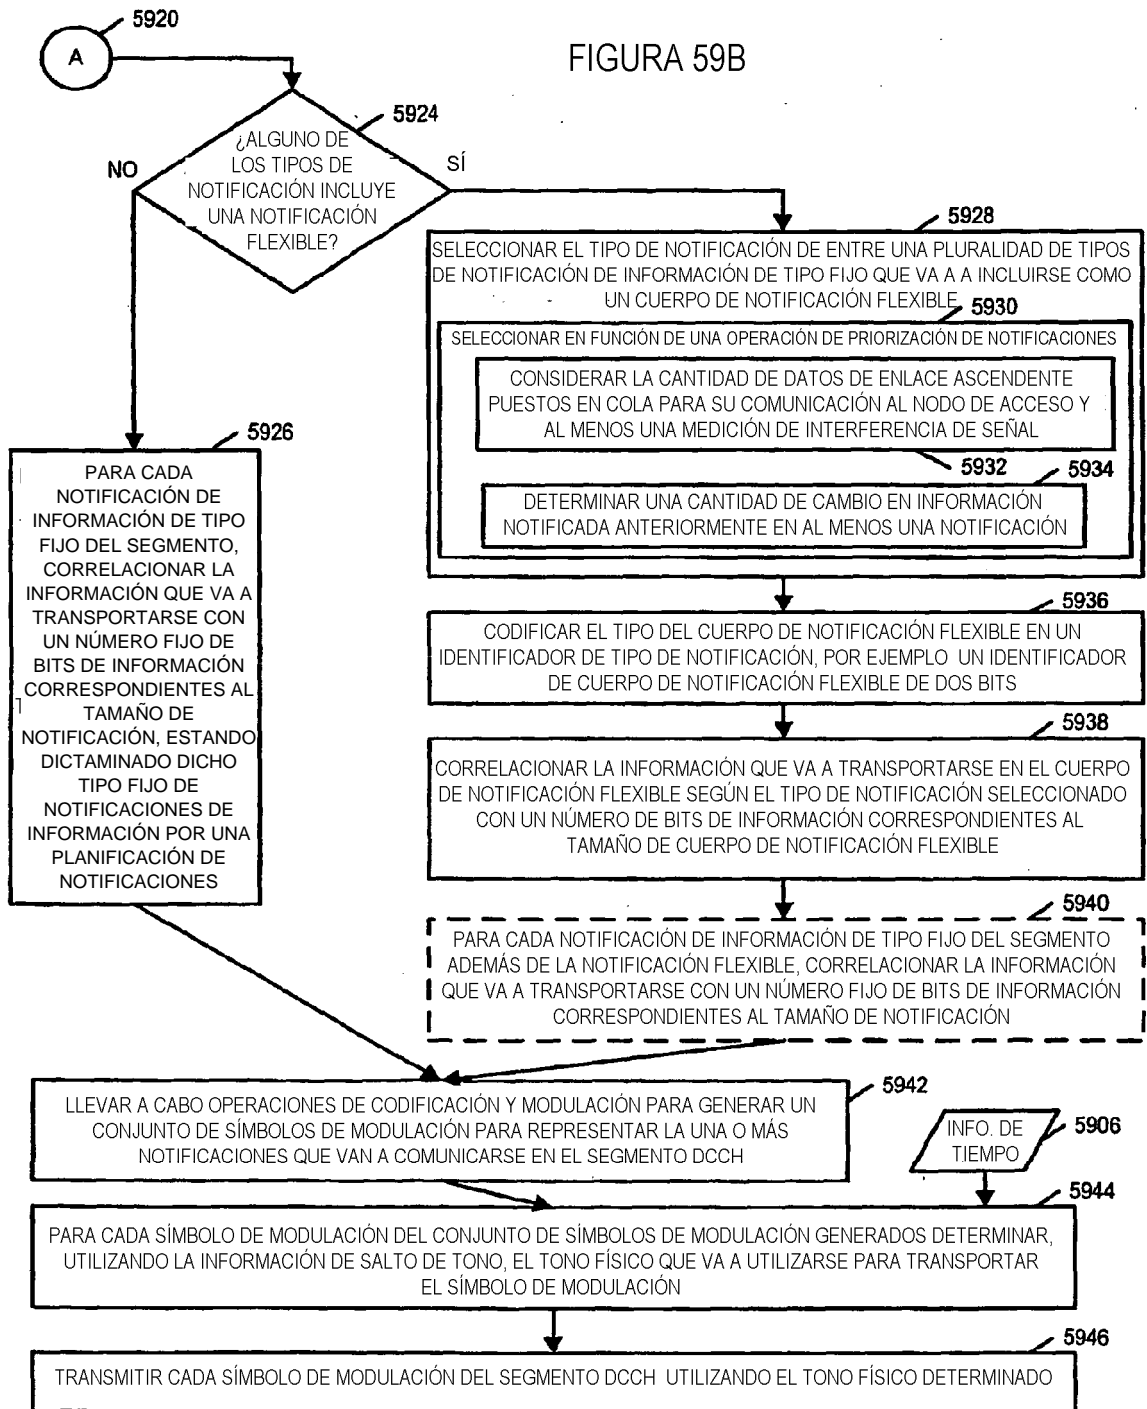 5920
A
FIGURA 59B
5924
¿ALGUNO DE
LOS TIPOS DE
NOTIFICACIÓN INCLUYE
UNA NOTIFICACIÓN
FLEXIBLE?
NO
SÍ
5928
SELECCIONAR EL TIPO DE NOTIFICACIÓN DE ENTRE UNA PLURALIDAD DE TIPOS
DE NOTIFICACIÓN DE INFORMACIÓN DE TIPO FIJO QUE VA A A INCLUIRSE COMO
UN CUERPO DE NOTIFICACIÓN FLEXIBLE
5930
SELECCIONAR EN FUNCIÓN DE UNA OPERACIÓN DE PRIORIZACIÓN DE NOTIFICACIONES
CONSIDERAR LA CANTIDAD DE DATOS DE ENLACE ASCENDENTE
PUESTOS EN COLA PARA SU COMUNICACIÓN AL NODO DE ACCESO Y
AL MENOS UNA MEDICIÓN DE INTERFERENCIA DE SEÑAL
5932
5934
DETERMINAR UNA CANTIDAD DE CAMBIO EN INFORMACIÓN
NOTIFICADA ANTERIORMENTE EN AL MENOS UNA NOTIFICACIÓN
5926
PARA CADA
NOTIFICACIÓN DE
INFORMACIÓN DE TIPO
FIJO DEL SEGMENTO,
CORRELACIONAR LA
INFORMACIÓN QUE VA A
TRANSPORTARSE CON
UN NÚMERO FIJO DE
BITS DE INFORMACIÓN
CORRESPONDIENTES AL
TAMAÑO DE
NOTIFICACIÓN, ESTANDO
DICTAMINADO DICHO
TIPO FIJO DE
NOTIFICACIONES DE
INFORMACIÓN POR UNA
PLANIFICACIÓN DE
NOTIFICACIONES
5936
CODIFICAR EL TIPO DEL CUERPO DE NOTIFICACIÓN FLEXIBLE EN UN
IDENTIFICADOR DE TIPO DE NOTIFICACIÓN, POR EJEMPLO UN IDENTIFICADOR
DE CUERPO DE NOTIFICACIÓN FLEXIBLE DE DOS BITS
5938
CORRELACIONAR LA INFORMACIÓN QUE VA A TRANSPORTARSE EN EL CUERPO
DE NOTIFICACIÓN FLEXIBLE SEGÚN EL TIPO DE NOTIFICACIÓN SELECCIONADO
CON UN NÚMERO DE BITS DE INFORMACIÓN CORRESPONDIENTES AL
TAMAÑO DE CUERPO DE NOTIFICACIÓN FLEXIBLE
5940
PARA CADA NOTIFICACIÓN DE INFORMACIÓN DE TIPO FIJO DEL SEGMENTO
ADEMÁS DE LA NOTIFICACIÓN FLEXIBLE, CORRELACIONAR LA INFORMACIÓN
QUE VA A TRANSPORTARSE CON UN NÚMERO FIJO DE BITS DE INFORMACIÓN
CORRESPONDIENTES AL TAMAÑO DE NOTIFICACIÓN
5942
LLEVAR A CABO OPERACIONES DE CODIFICACIÓN Y MODULACIÓN PARA GENERAR UN
CONJUNTO DE SÍMBOLOS DE MODULACIÓN PARA REPRESENTAR LA UNA O MÁS
NOTIFICACIONES QUE VAN A COMUNICARSE EN EL SEGMENTO DCCH
INFO. DE
TIEMPO
5906
5944
PARA CADA SÍMBOLO DE MODULACIÓN DEL CONJUNTO DE SÍMBOLOS DE MODULACIÓN GENERADOS DETERMINAR,
UTILIZANDO LA INFORMACIÓN DE SALTO DE TONO, EL TONO FÍSICO QUE VA A UTILIZARSE PARA TRANSPORTAR
EL SÍMBOLO DE MODULACIÓN
5946
TRANSMITIR CADA SÍMBOLO DE MODULACIÓN DEL SEGMENTO DCCH UTILIZANDO EL TONO FÍSICO DETERMINADO